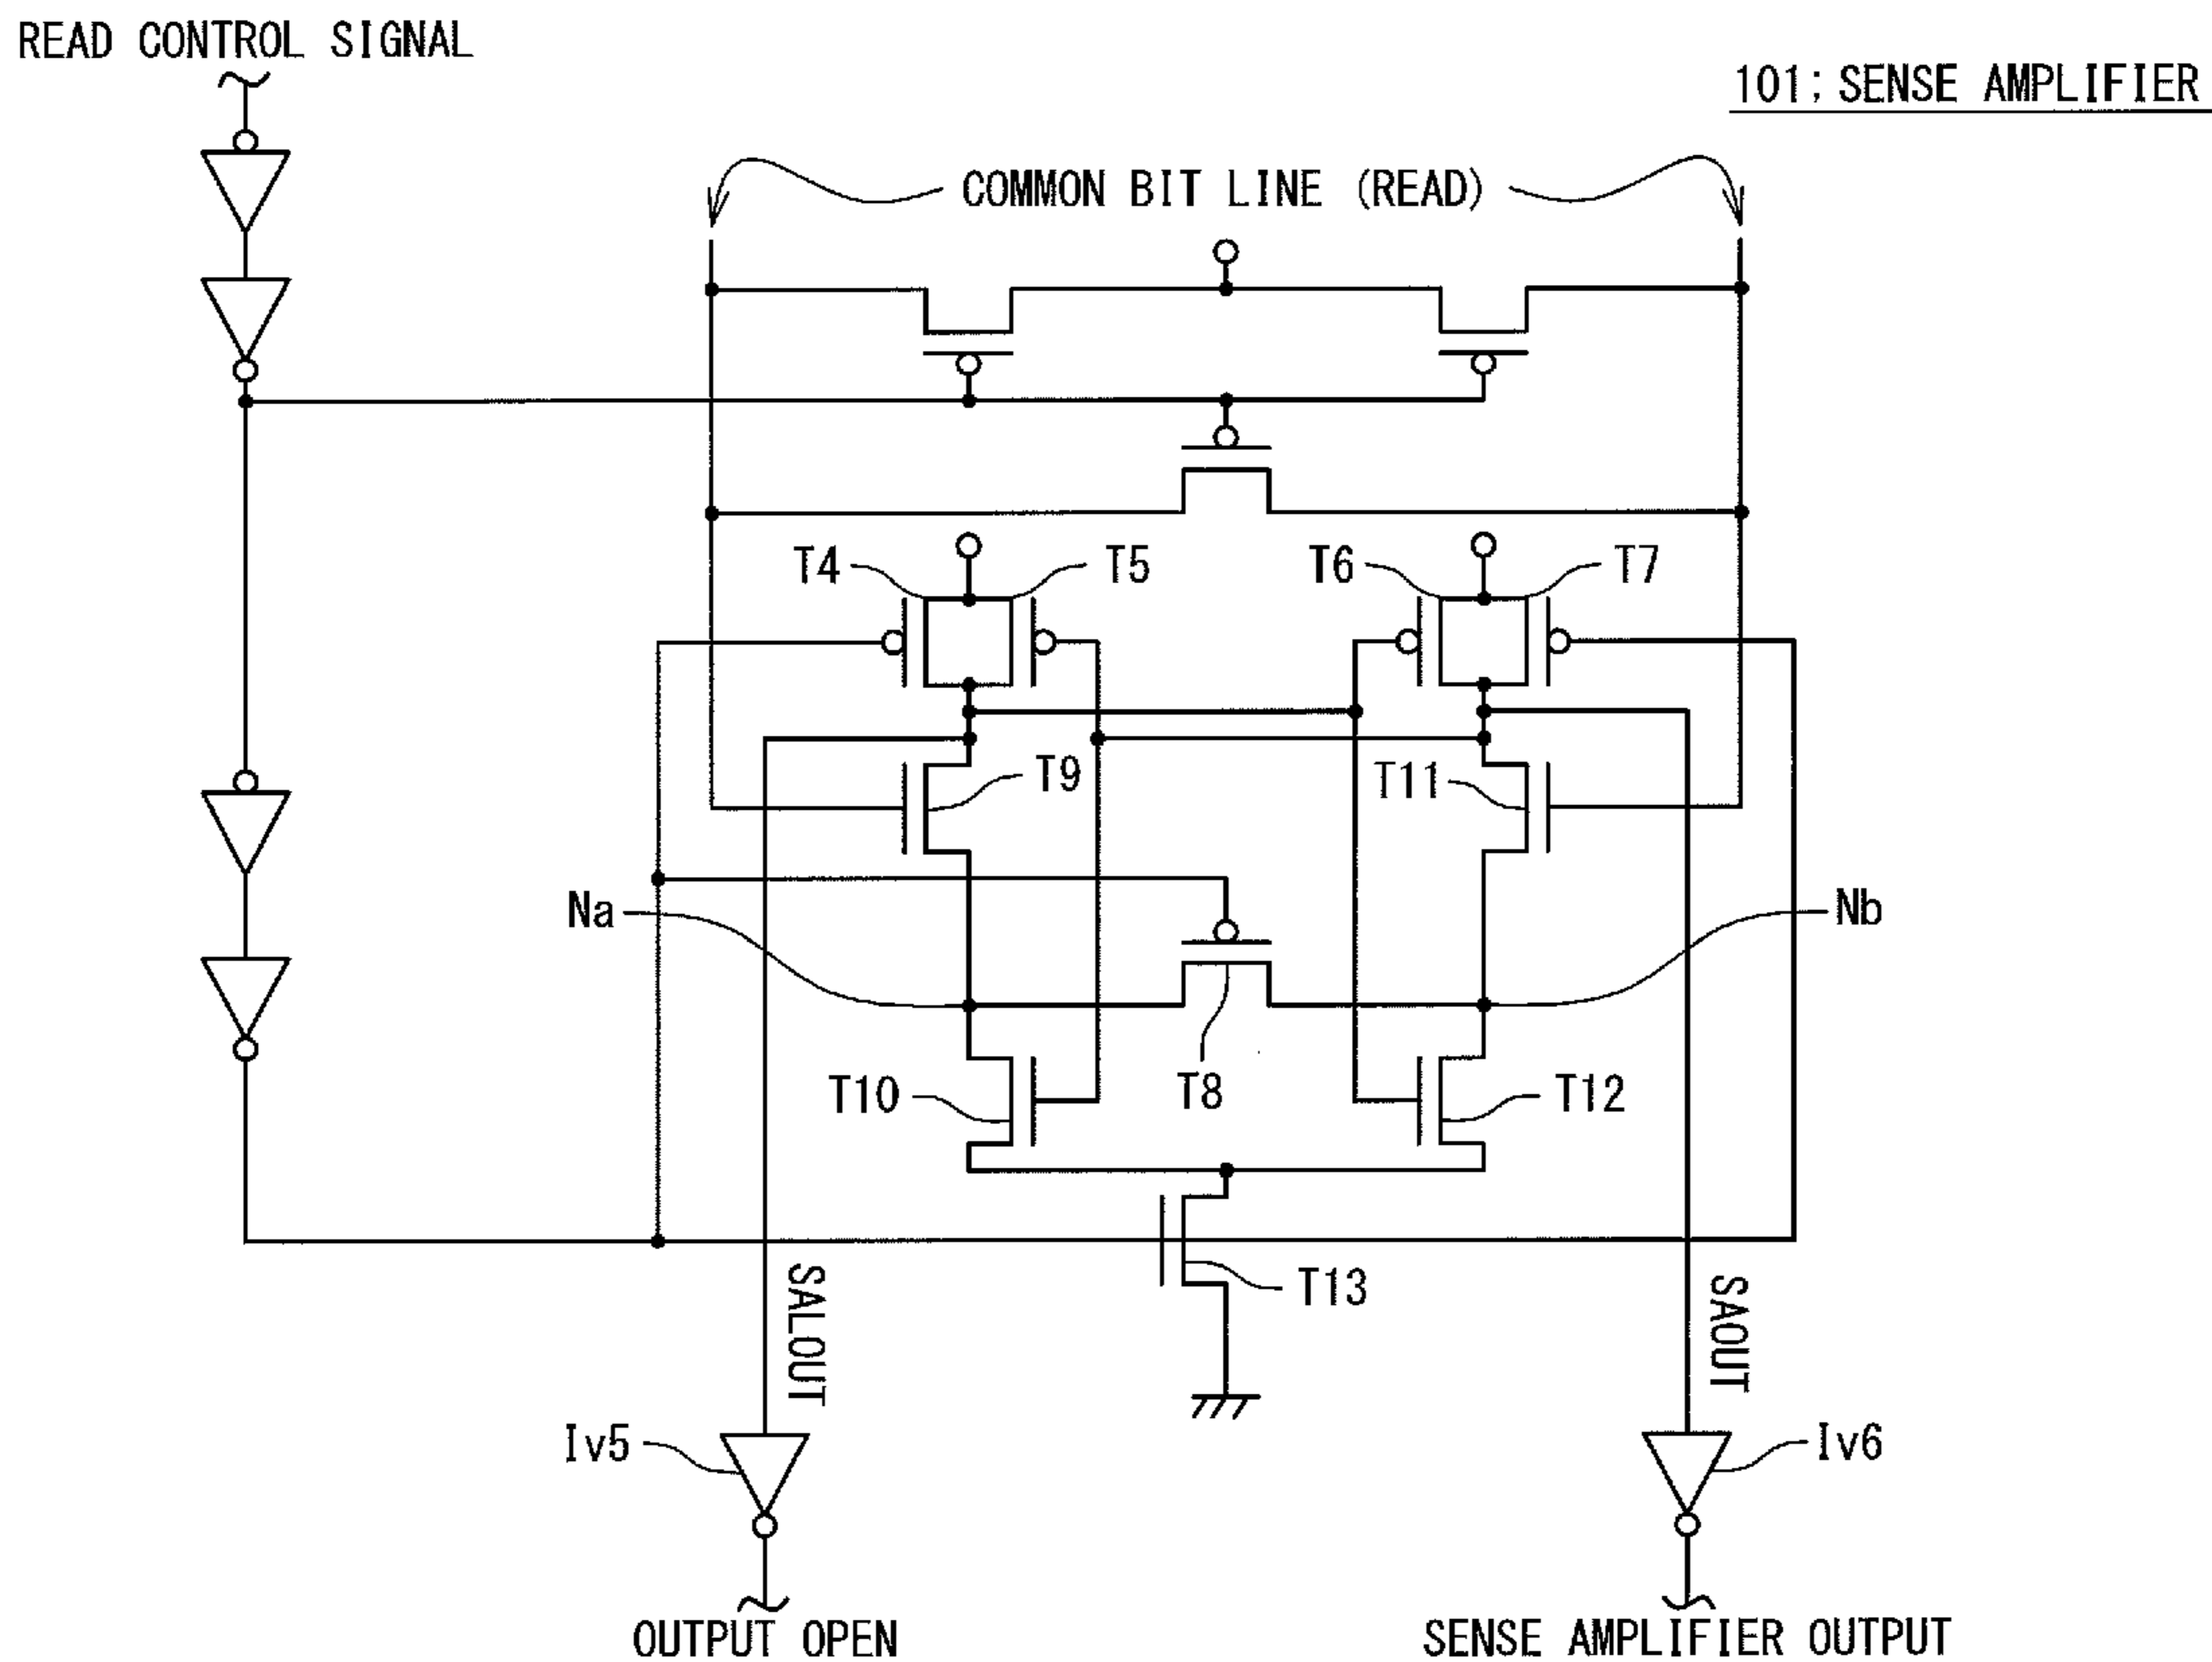 READ CONTROL SIGNAL
101; SENSE AMPLIFIER
COMMON BIT LINE (READ)
T4
T5
T6
T7
T9
T11
Na
Nb
T8
T10
T12
T13
SALOUT
SAOUT
Iv5
Iv6
OUTPUT OPEN
SENSE AMPLIFIER OUTPUT